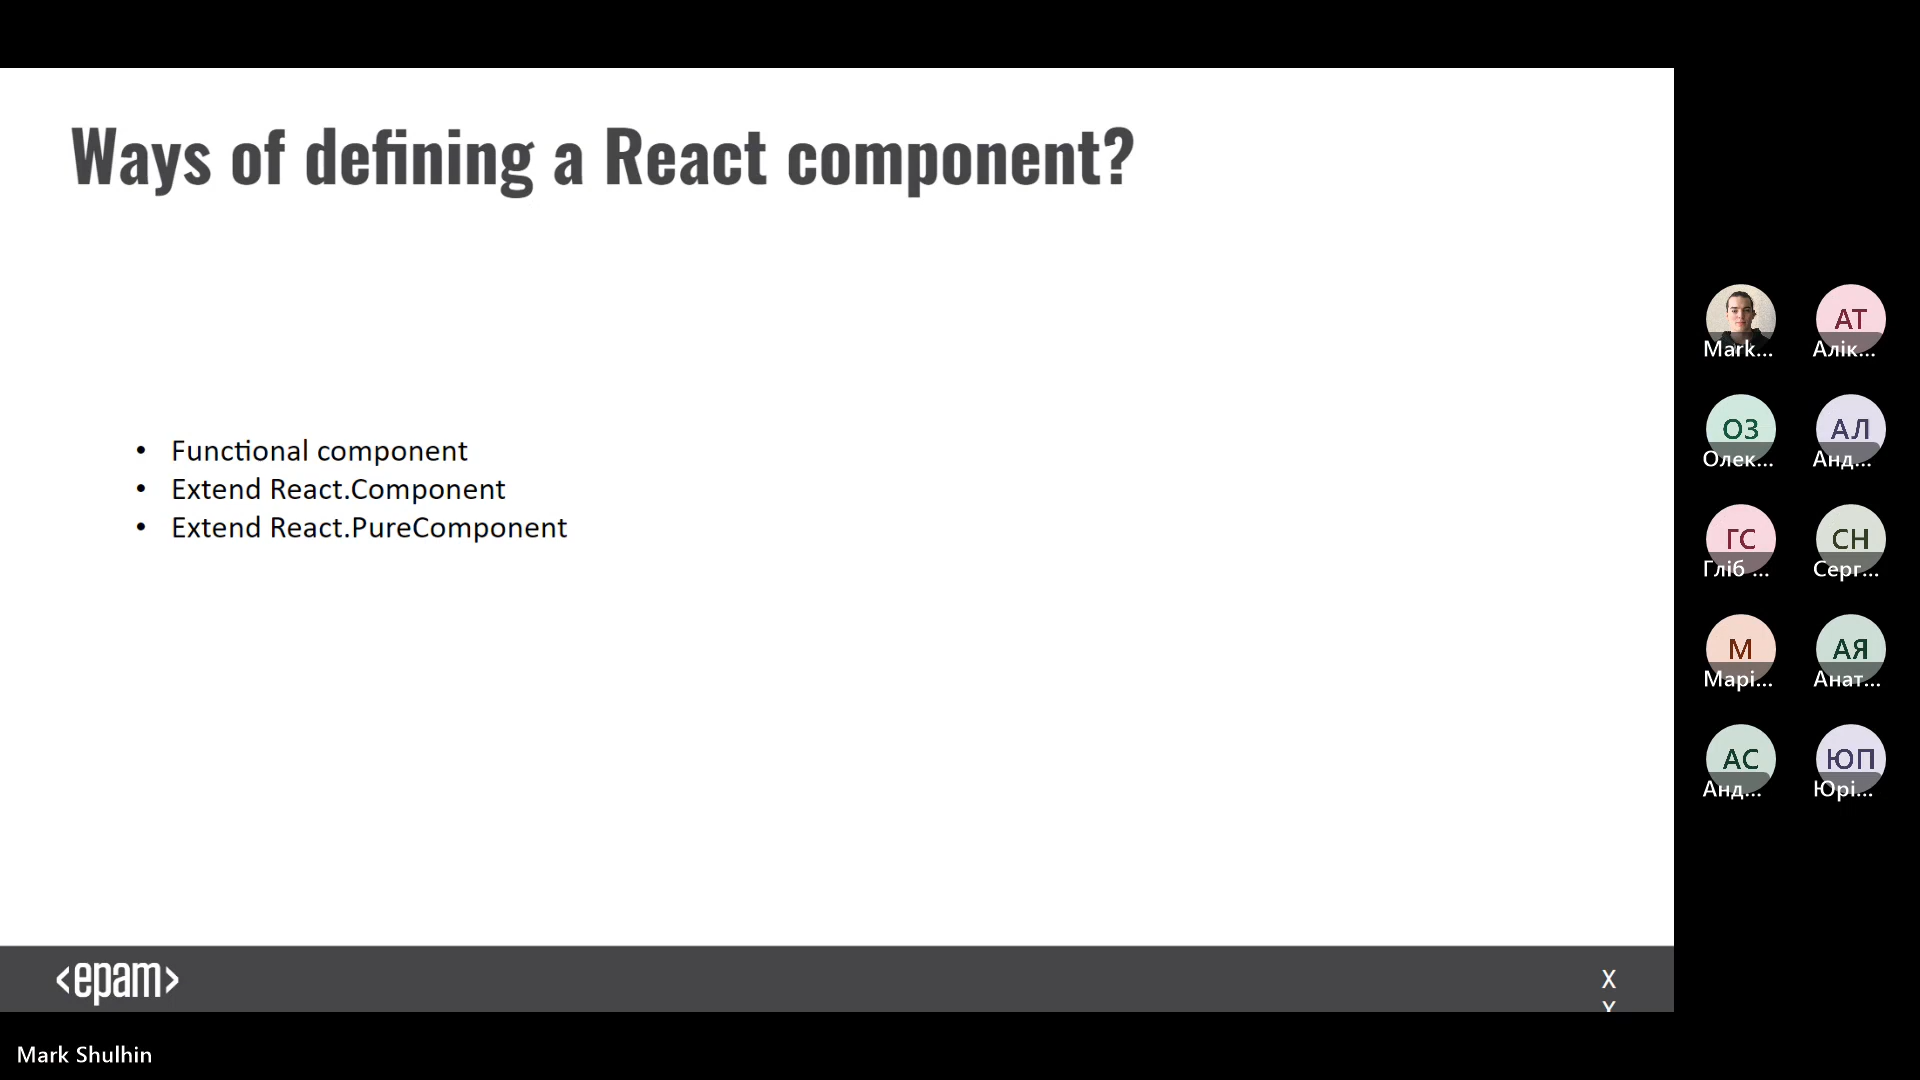 Ways of defining a React component?
• Functional component
• Extend React.Component
• Extend React.PureComponent
<epam>
X
Mark Shulhin
Mark...
АТ
Алік...
ОЗ
Олек...
АЛ
Анд...
ГС
Гліб ...
СН
Серг...
М
Марі...
АЯ
Анат...
АС
Анд...
ЮП
Юрі...